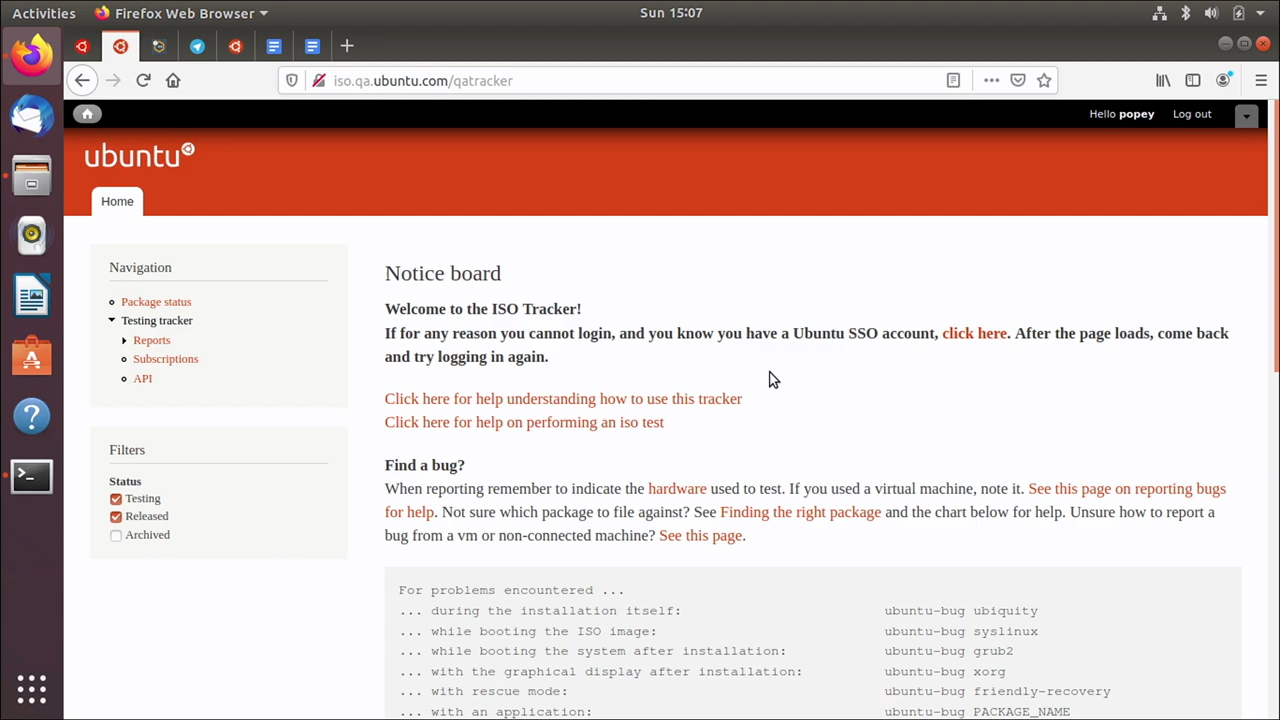 Activities Firefox Web Browser Sun 15:07
iso.qa.ubuntu.com/qatracker
Hello popey Log out
ubuntu
Home
Navigation
Package status
Testing tracker
Reports
Subscriptions
API
Filters
Status
Testing
Released
Archived
Notice board
Welcome to the ISO Tracker!
If for any reason you cannot login, and you know you have a Ubuntu SSO account, click here. After the page loads, come back
and try logging in again.
Click here for help understanding how to use this tracker
Click here for help on performing an iso test
Find a bug?
When reporting remember to indicate the hardware used to test. If you used a virtual machine, note it. See this page on reporting bugs
for help. Not sure which package to file against? See Finding the right package and the chart below for help. Unsure how to report a
bug from a vm or non-connected machine? See this page.
For problems encountered ...
... during the installation itself: ubuntu-bug ubiquity
... while booting the ISO image: ubuntu-bug syslinux
... while booting the system after installation: ubuntu-bug grub2
... with the graphical display after installation: ubuntu-bug xorg
... with rescue mode: ubuntu-bug friendly-recovery
... with an application: ubuntu-bug PACKAGE_NAME